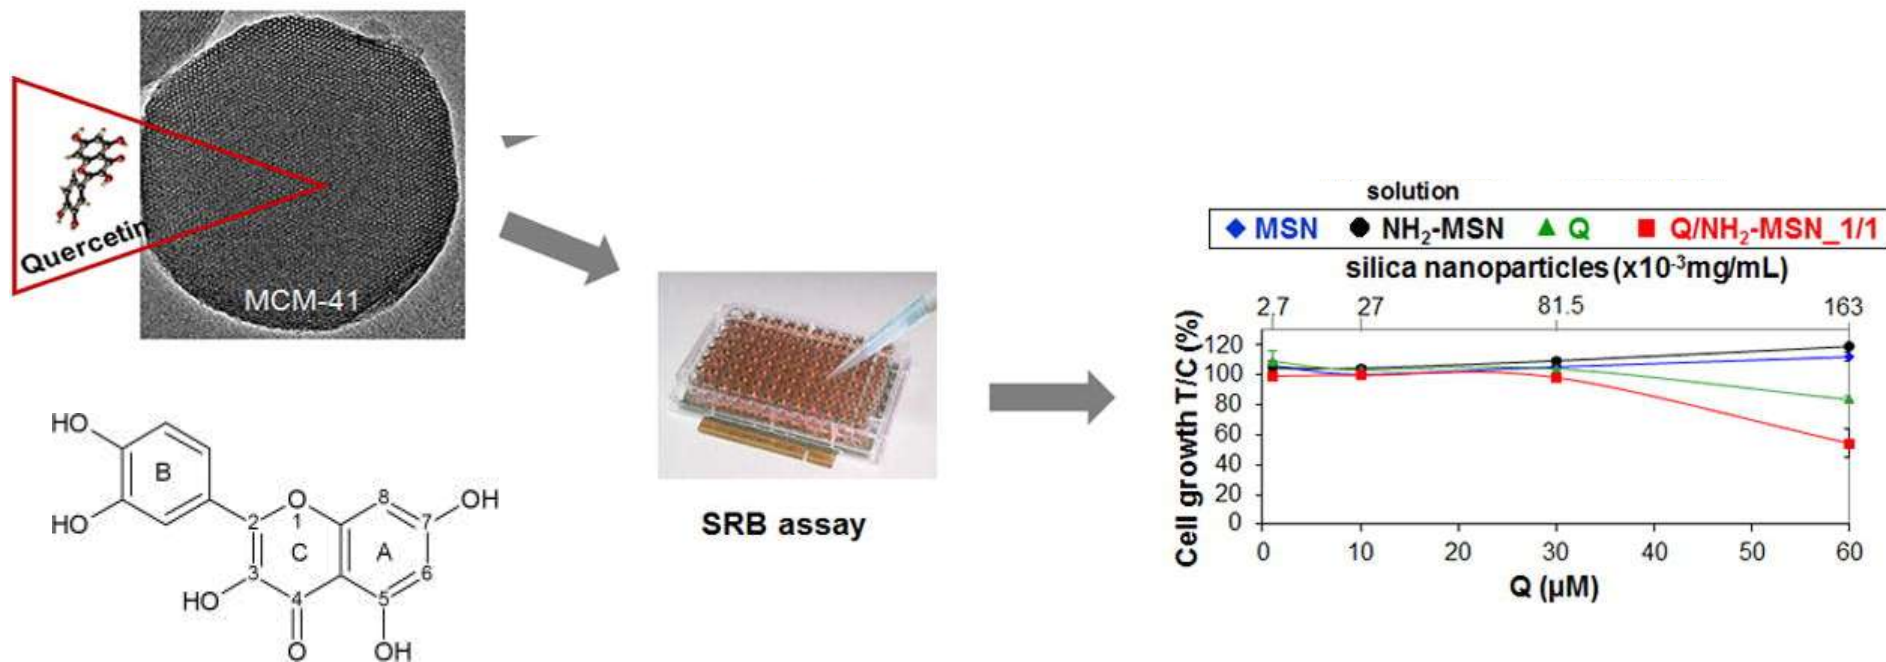 Quercetin
MCM-41
HO
HO
B
O
1
2
3
4
5
6
7
8
C
A
OH
HO
O
OH
SRB assay
solution
MSN NH₂-MSN Q Q/NH₂-MSN_1/1
silica nanoparticles (x10⁻³mg/mL)
2.7 27 81.5 163
Cell growth T/C (%)
120
100
80
60
40
20
0
0 10 20 30 40 50 60
Q (µM)